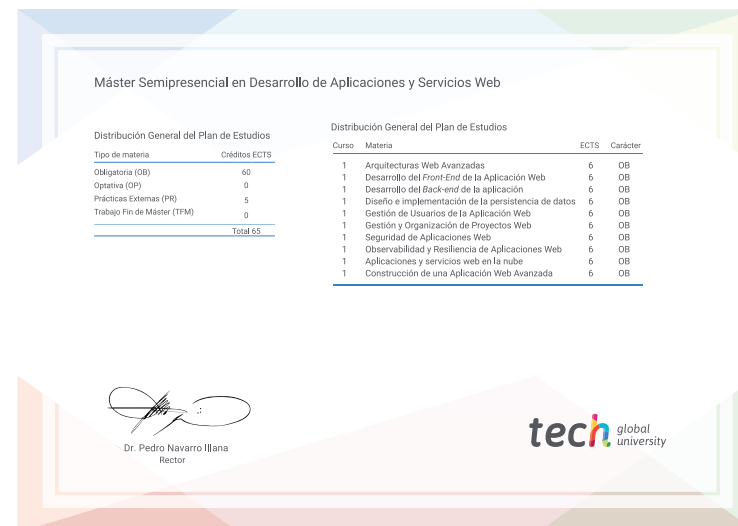 Máster Semipresencial en Desarrollo de Aplicaciones y Servicios Web
Distribución General del Plan de Estudios
Tipo de materia Créditos ECTS
Obligatoria (OB) 60
Optativa (OP) 0
Prácticas Externas (PR) 5
Trabajo Fin de Máster (TFM) 0
Total 65
Distribución General del Plan de Estudios
Curso Materia ECTS Carácter
1 Arquitecturas Web Avanzadas 6 OB
1 Desarrollo del Front-End de la Aplicación Web 6 OB
1 Desarrollo del Back-end de la aplicación 6 OB
1 Diseño e implementación de la persistencia de datos 6 OB
1 Gestión de Usuarios de la Aplicación Web 6 OB
1 Gestión y Organización de Proyectos Web 6 OB
1 Seguridad de Aplicaciones Web 6 OB
1 Observabilidad y Resiliencia de Aplicaciones Web 6 OB
1 Aplicaciones y servicios web en la nube 6 OB
1 Construcción de una Aplicación Web Avanzada 6 OB
Dr. Pedro Navarro Illana
Rector
tech global
university